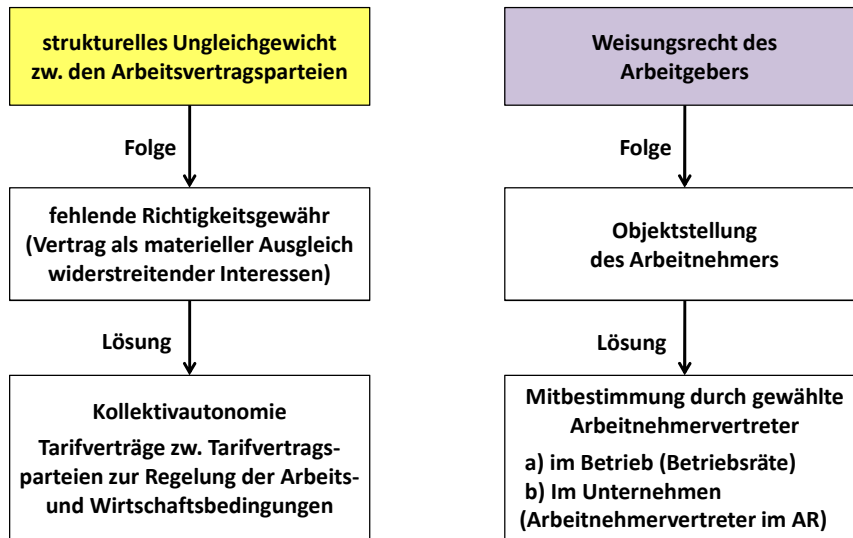 strukturelles Ungleichgewicht
zw. den Arbeitsvertragsparteien
Folge
fehlende Richtigkeitsgewähr
(Vertrag als materieller Ausgleich
widerstreitender Interessen)
Lösung
Kollektivautonomie
Tarifverträge zw. Tarifvertrags-
parteien zur Regelung der Arbeits-
und Wirtschaftsbedingungen
Weisungsrecht des
Arbeitgebers
Folge
Objektstellung
des Arbeitnehmers
Lösung
Mitbestimmung durch gewählte
Arbeitnehmervertreter
a) im Betrieb (Betriebsräte)
b) Im Unternehmen
(Arbeitnehmervertreter im AR)